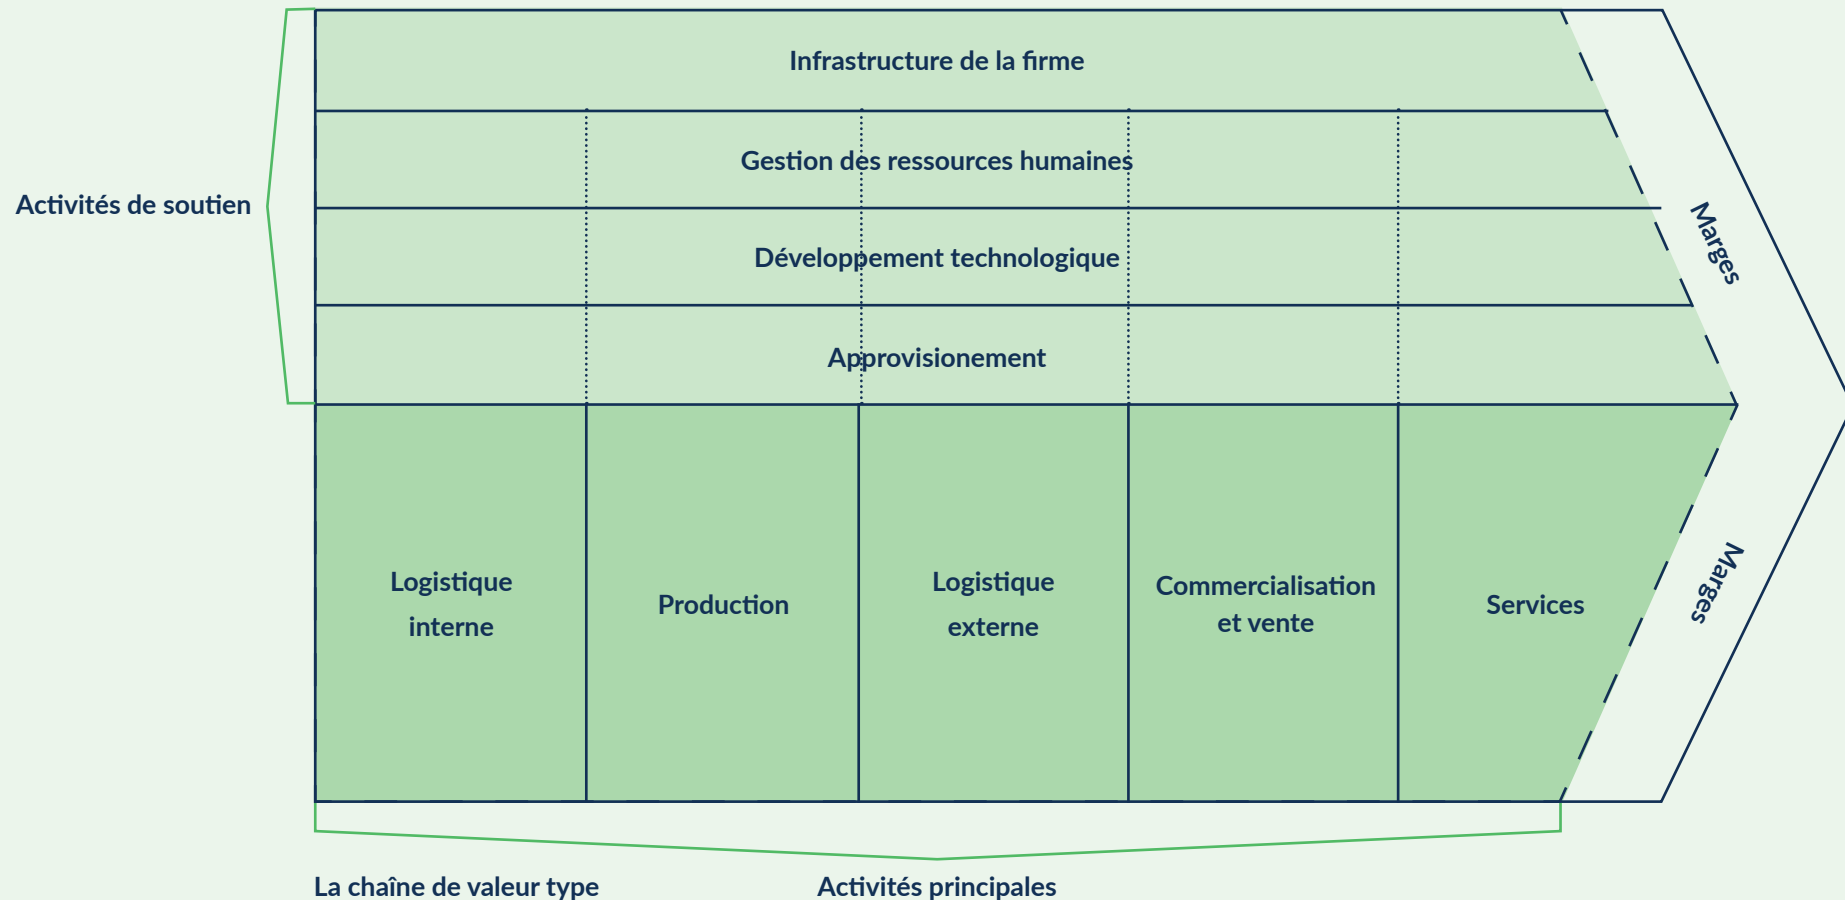 Infrastructure de la firme
Gestion des ressources humaines
Activités de soutien
Développement technologique
Approvisionement
Marges
Logistique
interne
Production
Logistique
externe
Commercialisation
et vente
Services
Marges
La chaîne de valeur type
Activités principales